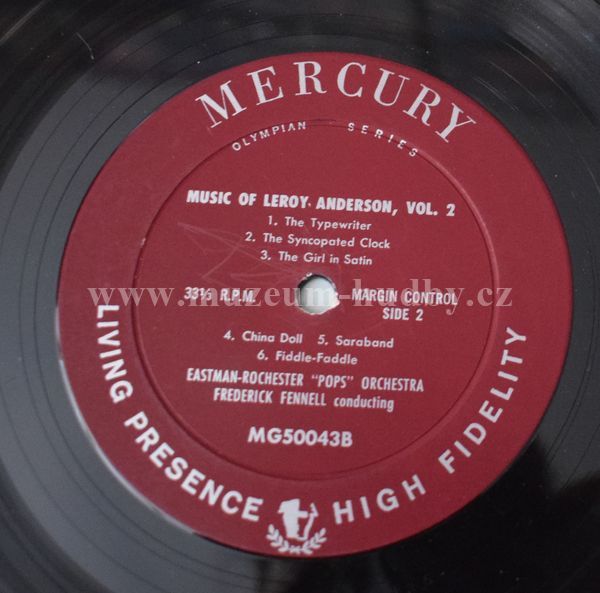 MERCURY
OLYMPIAN SERIES
MUSIC OF LEROY ANDERSON, VOL. 2
1. The Typewriter
2. The Syncopated Clock
3. The Girl in Satin
33⅓ R.P.M. MARGIN CONTROL
SIDE 2
www.muzeum-hudby.cz
4. China Doll 5. Saraband
6. Fiddle-Faddle
EASTMAN-ROCHESTER "POPS" ORCHESTRA
FREDERICK FENNELL conducting
MG50043B
LIVING PRESENCE HIGH FIDELITY